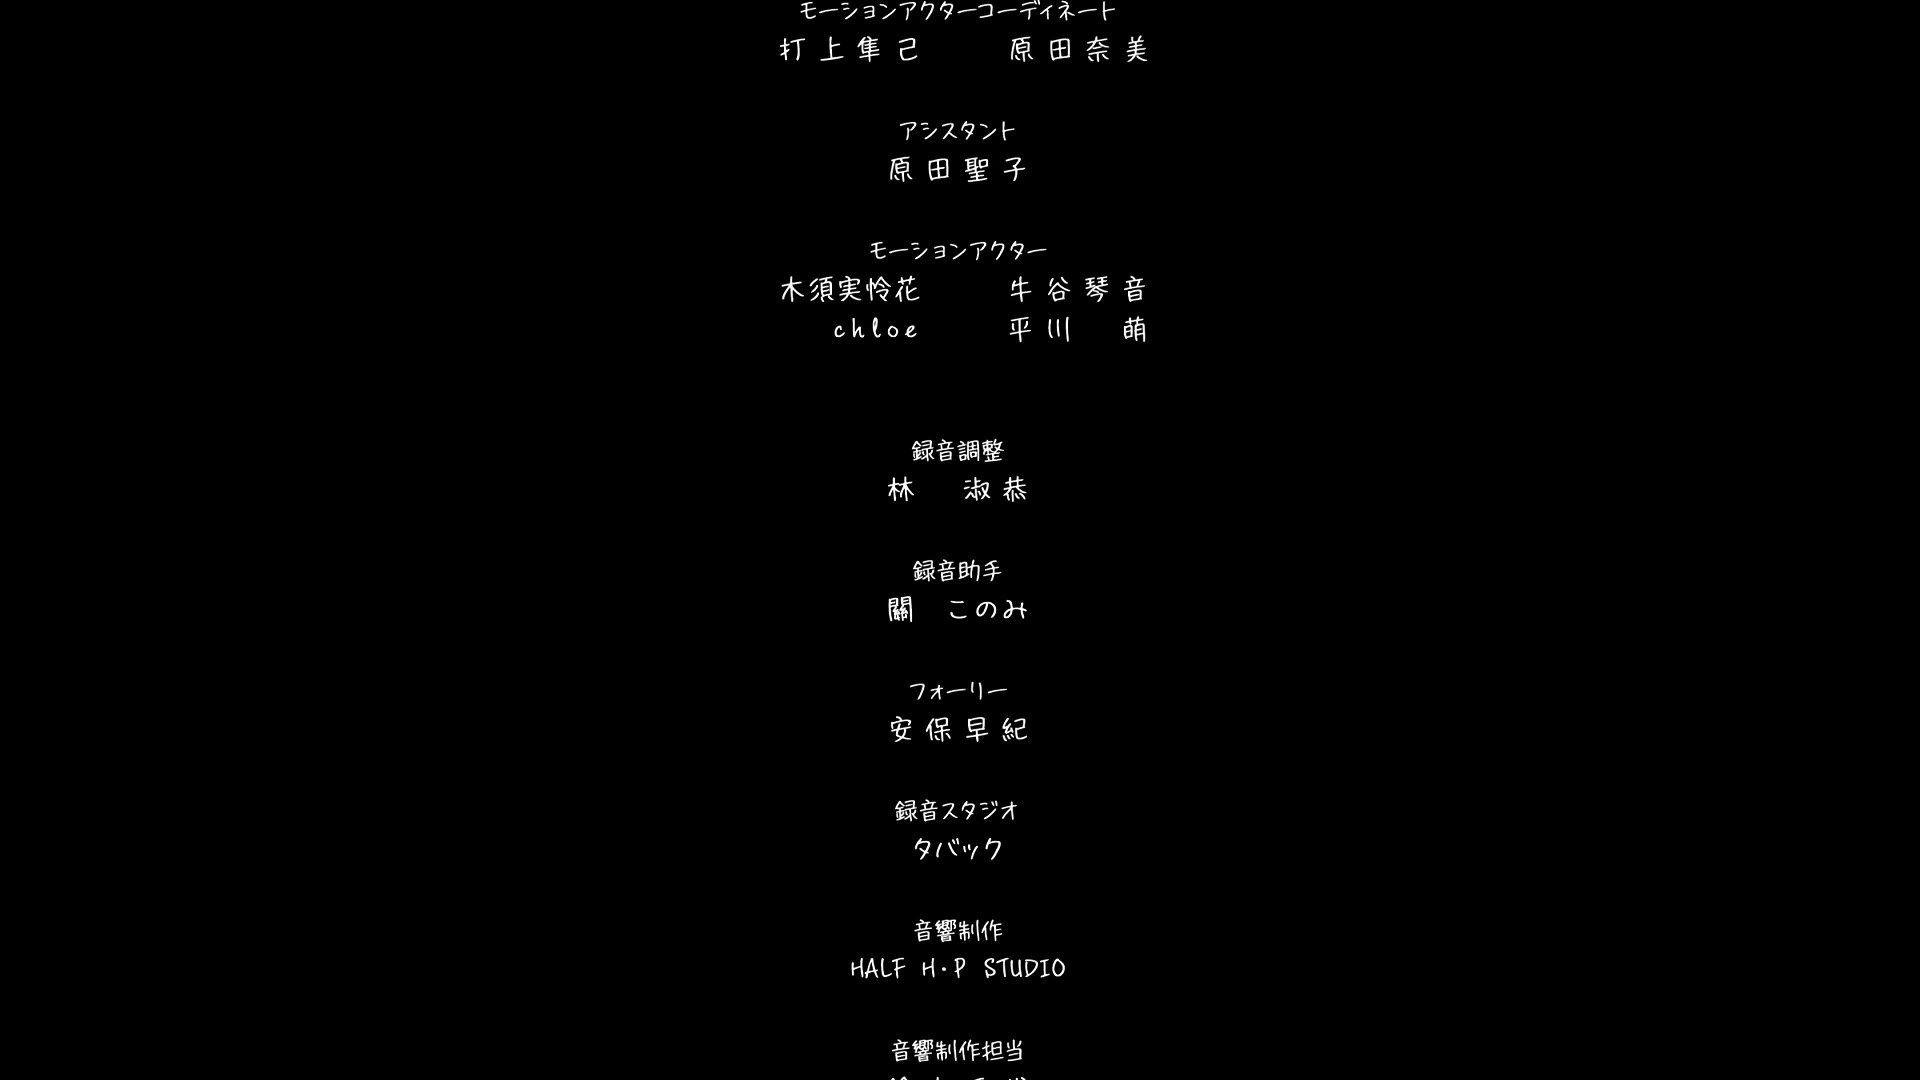 モーションアクターコーディネート
打上隼己　　原田奈美
アシスタント
原田聖子
モーションアクター
木須実怜花　　牛谷琴音
chloe　　平川　萌
録音調整
林　淑恭
録音助手
關　このみ
フォーリー
安保早紀
録音スタジオ
タバック
音響制作
HALF H・P STUDIO
音響制作担当